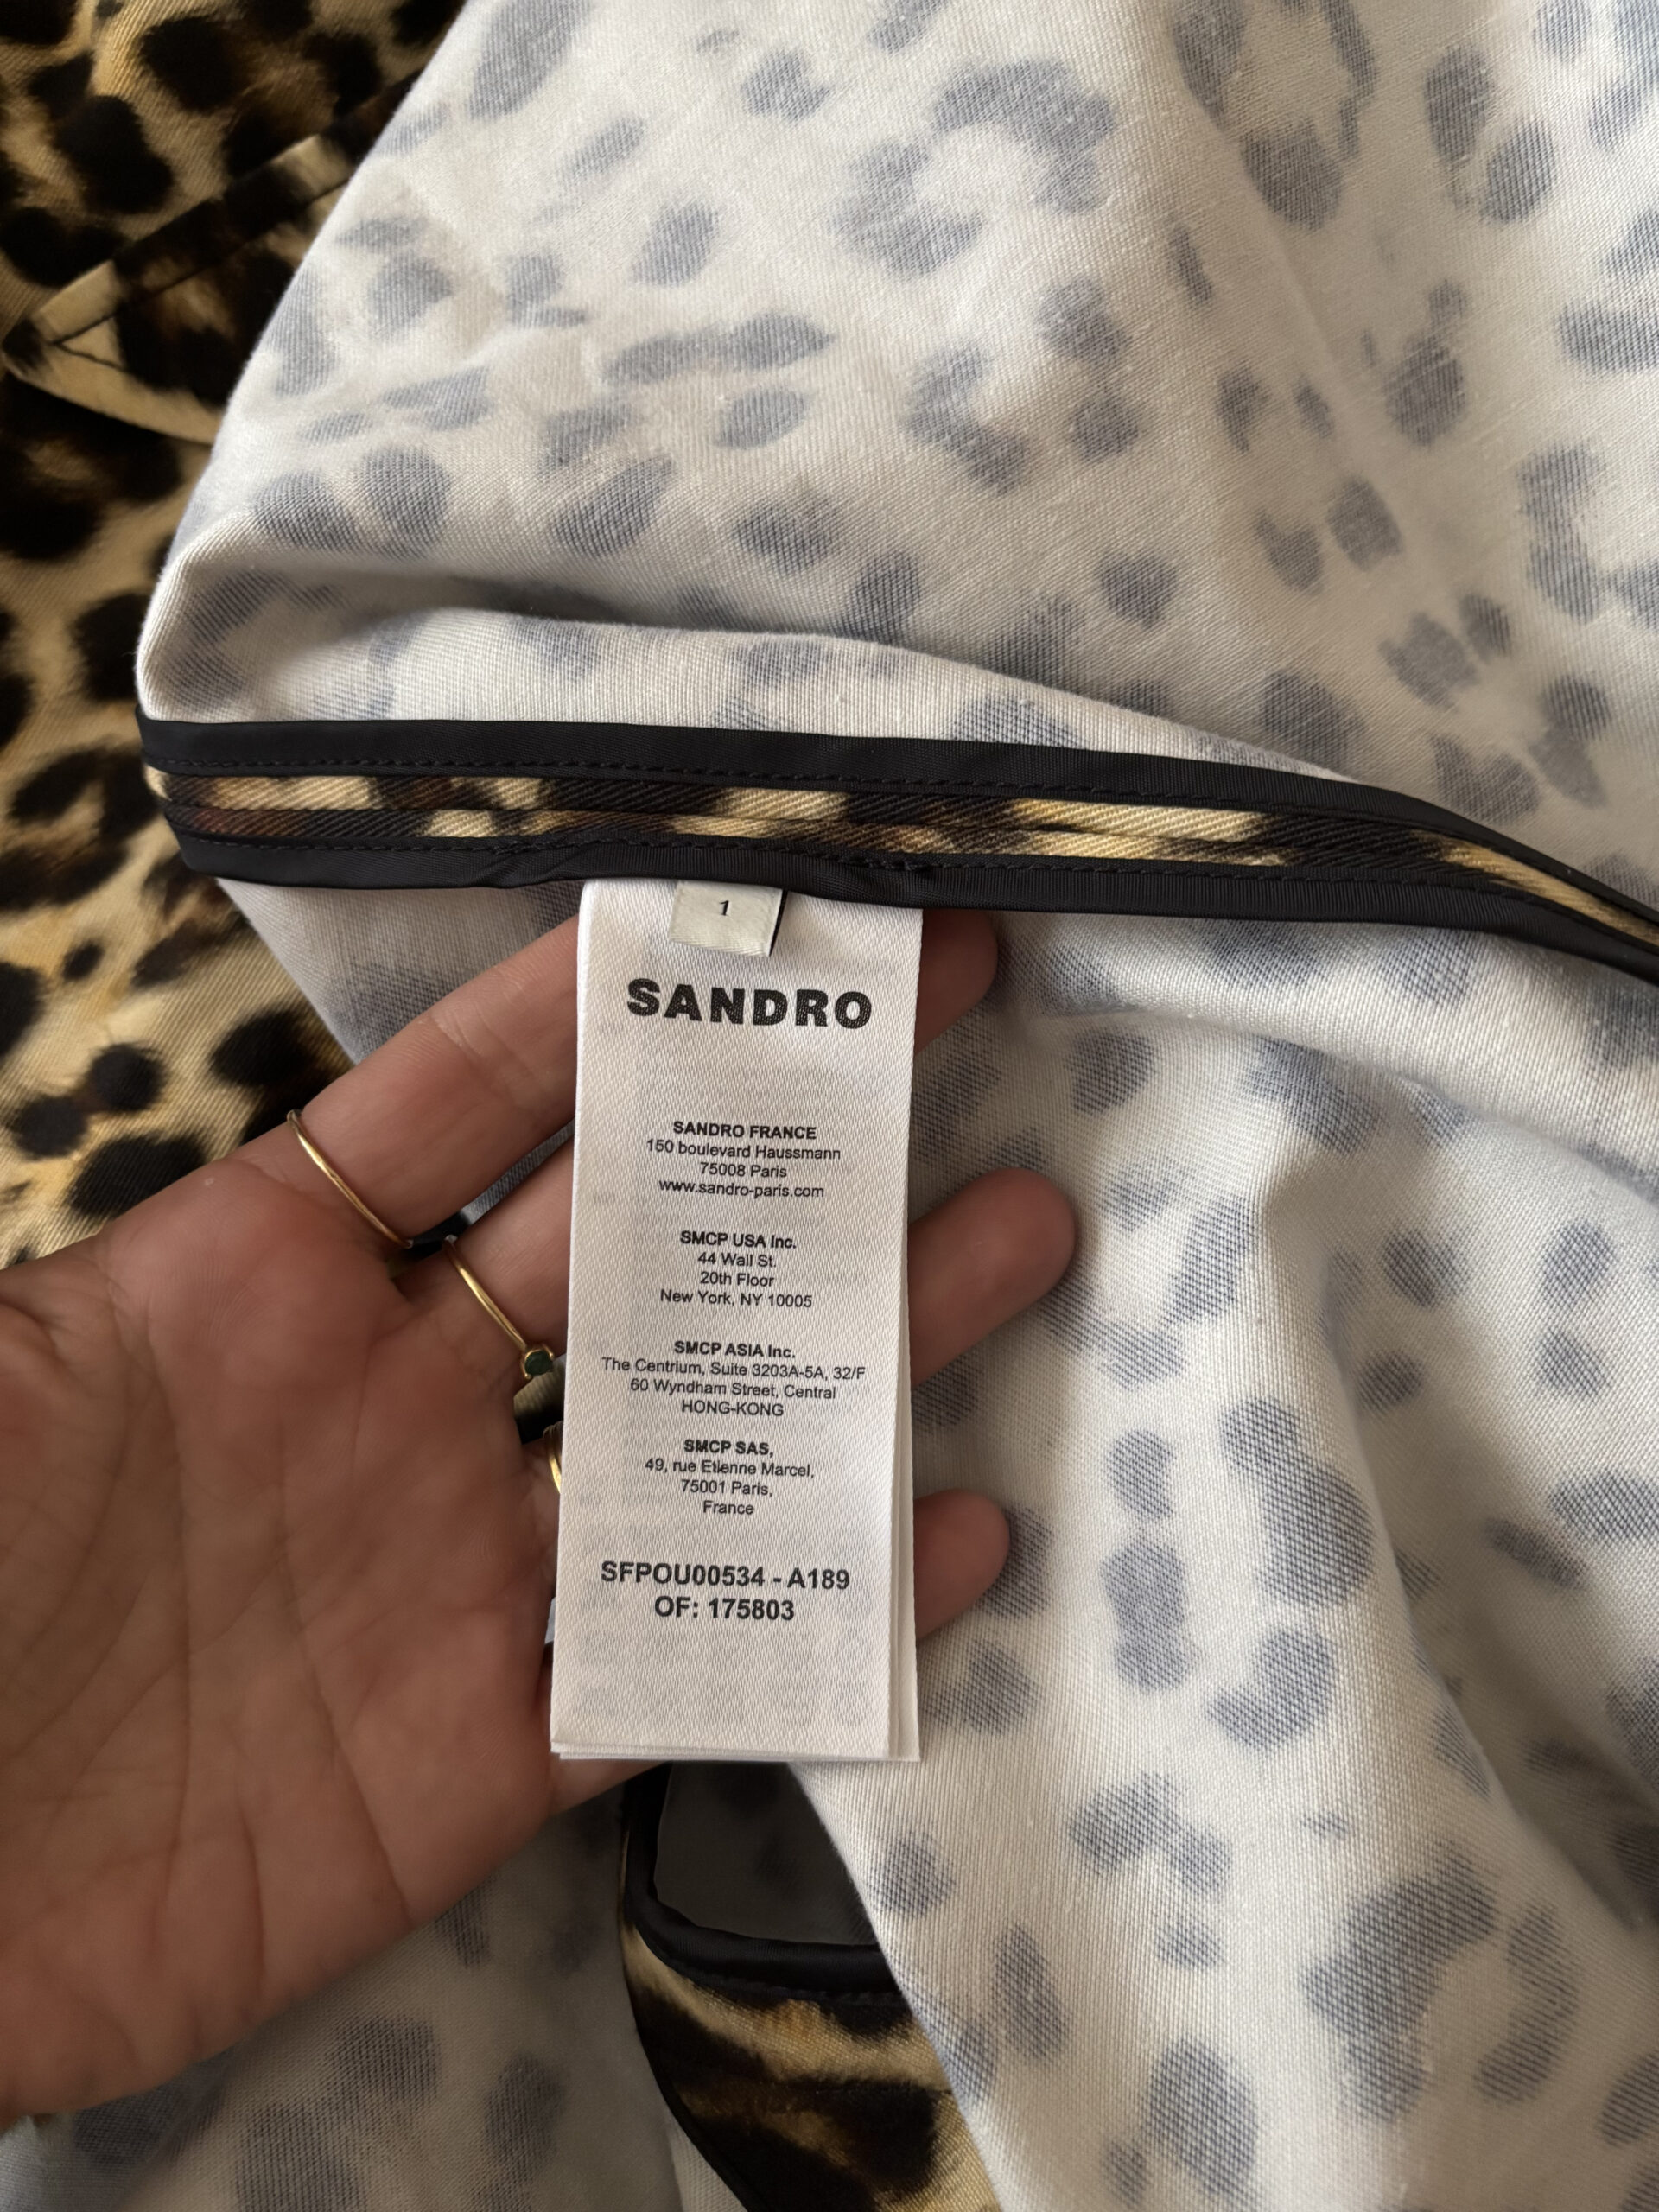 1
SANDRO
SANDRO FRANCE
150 boulevard Haussmann
75008 Paris
www.sandro-paris.com
SMCP USA Inc.
44 Wall St.
20th Floor
New York, NY 10005
SMCP ASIA Inc.
The Centrium, Suite 3203A-5A, 32/F
60 Wyndham Street, Central
HONG-KONG
SMCP SAS,
49, rue Etienne Marcel,
75001 Paris,
France
SFPOU00534 - A189
OF: 175803